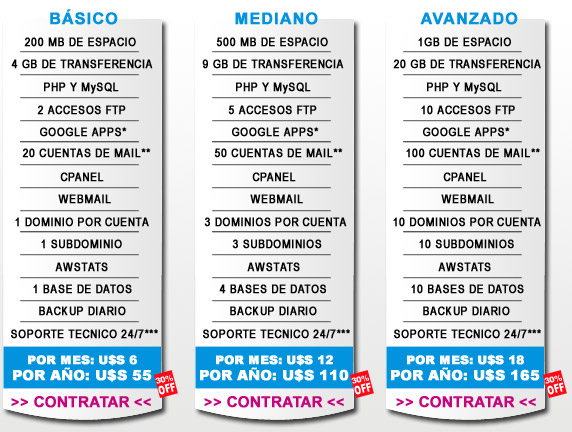 BÁSICO
200 MB DE ESPACIO
4 GB DE TRANSFERENCIA
PHP Y MySQL
2 ACCESOS FTP
GOOGLE APPS*
20 CUENTAS DE MAIL**
CPANEL
WEBMAIL
1 DOMINIO POR CUENTA
1 SUBDOMINIO
AWSTATS
1 BASE DE DATOS
BACKUP DIARIO
SOPORTE TECNICO 24/7***
POR MES: U$S 6
POR AÑO: U$S 55
30%
OFF
>> CONTRATAR <<
MEDIANO
500 MB DE ESPACIO
9 GB DE TRANSFERENCIA
PHP Y MySQL
5 ACCESOS FTP
GOOGLE APPS*
50 CUENTAS DE MAIL**
CPANEL
WEBMAIL
3 DOMINIOS POR CUENTA
3 SUBDOMINIOS
AWSTATS
4 BASES DE DATOS
BACKUP DIARIO
SOPORTE TECNICO 24/7***
POR MES: U$S 12
POR AÑO: U$S 110
30%
OFF
>> CONTRATAR <<
AVANZADO
1GB DE ESPACIO
20 GB DE TRANSFERENCIA
PHP Y MySQL
10 ACCESOS FTP
GOOGLE APPS*
100 CUENTAS DE MAIL**
CPANEL
WEBMAIL
10 DOMINIOS POR CUENTA
10 SUBDOMINIOS
AWSTATS
10 BASES DE DATOS
BACKUP DIARIO
SOPORTE TECNICO 24/7***
POR MES: U$S 18
POR AÑO: U$S 165
30%
OFF
>> CONTRATAR <<